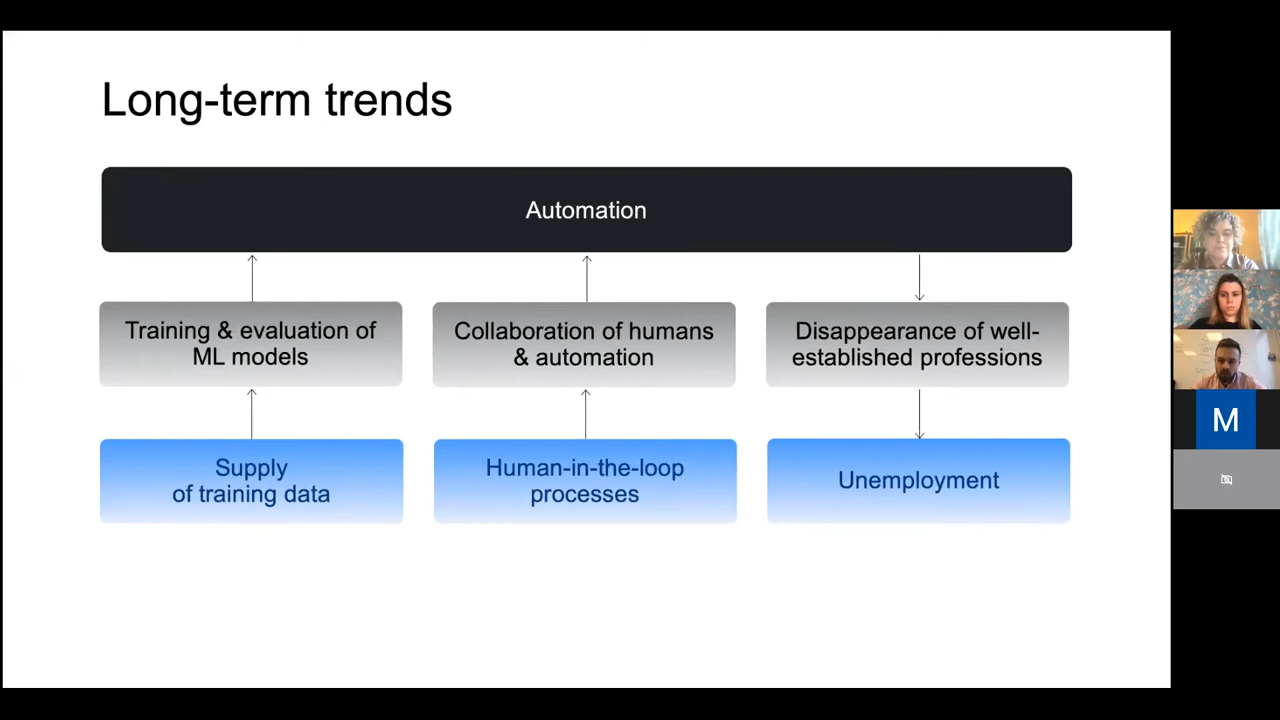 Long-term trends
Automation
Training & evaluation of
ML models
Collaboration of humans
& automation
Disappearance of well-
established professions
Supply
of training data
Human-in-the-loop
processes
Unemployment
M